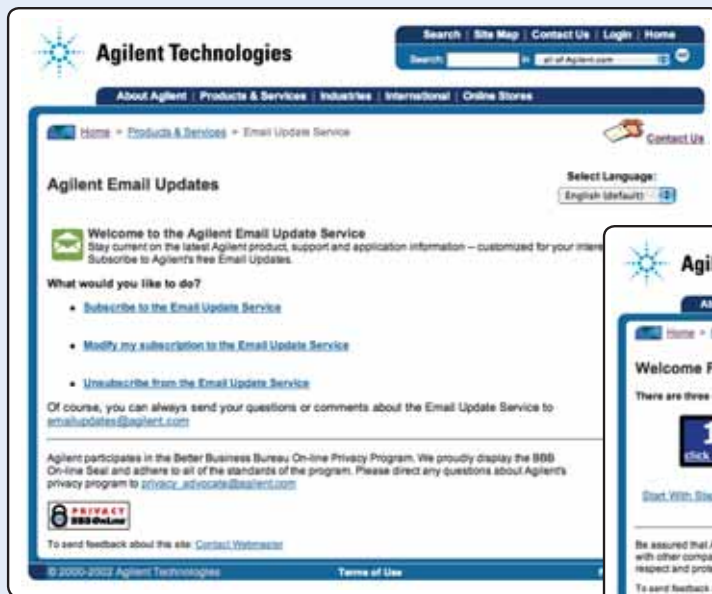 Agilent Technologies
Search | Site Map | Contact Us | Login | Home
Search: in all of Agilent.com
About Agilent | Products & Services | Industries | International | Online Stores
Home > Products & Services > Email Update Service
Contact Us
Agilent Email Updates
Select Language:
English (default)
Welcome to the Agilent Email Update Service
Stay current on the latest Agilent product, support and application information – customized for your
Subscribe to Agilent's free Email Updates.
What would you like to do?
• Subscribe to the Email Update Service
• Modify my subscription to the Email Update Service
• Unsubscribe from the Email Update Service
Of course, you can always send your questions or comments about the Email Update Service to
emailupdates@agilent.com
Agilent participates in the Better Business Bureau On-line Privacy Program. We proudly display the BBB
On-line Seal and adhere to all of the standards of the program. Please direct any questions about Agilent's
privacy program to privacy_advocate@agilent.com
PRIVACY
BBB OnLine
To send feedback about this site: Contact Webmaster
© 2000-2002 Agilent Technologies Terms of Use
Agil
Home >
Welcome
There are three
1
click
Start With
Be assured that
with other
respect and
To send feedback